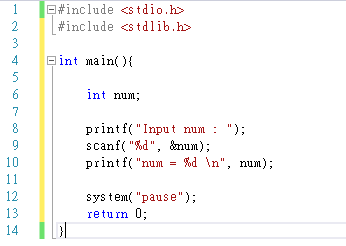 1 #include <stdio.h>
2 #include <stdlib.h>
3
4 int main(){
5
6 int num;
7
8 printf("Input num : ");
9 scanf("%d", &num);
10 printf("num = %d \n", num);
11
12 system("pause");
13 return 0;
14 }